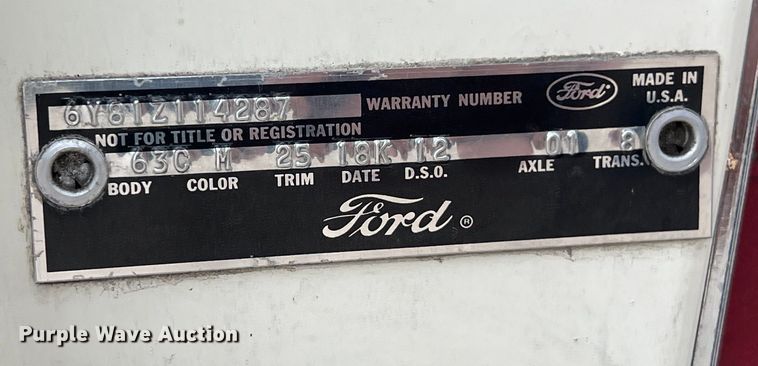 6Y81Z114287 WARRANTY NUMBER Ford MADE IN U.S.A.
NOT FOR TITLE OR REGISTRATION
63C M 25 18K 12 01 8
BODY COLOR TRIM DATE D.S.O. AXLE TRANS.
Ford ®
Purple Wave Auction